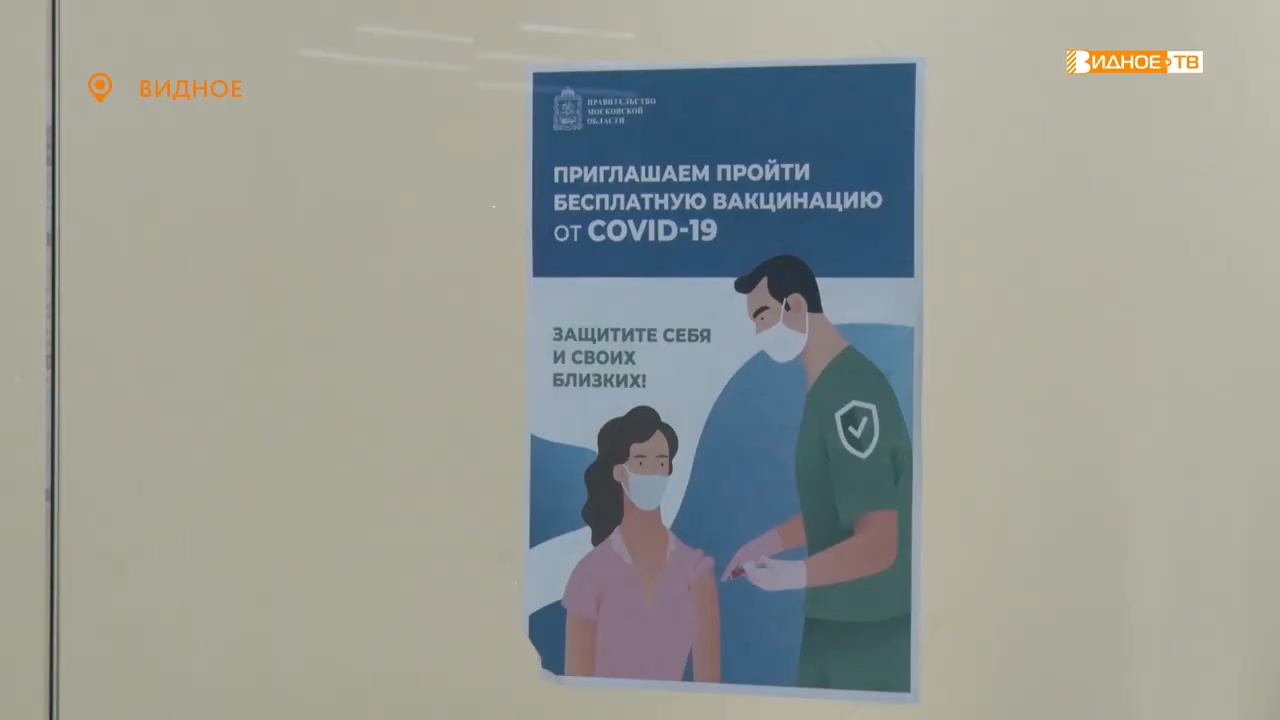 ВИДНОЕ
ВИДНОЕ ТВ
ПРАВИТЕЛЬСТВО
МОСКОВСКОЙ
ОБЛАСТИ
ПРИГЛАШАЕМ ПРОЙТИ
БЕСПЛАТНУЮ ВАКЦИНАЦИЮ
ОТ COVID-19
ЗАЩИТИТЕ СЕБЯ
И СВОИХ
БЛИЗКИХ!